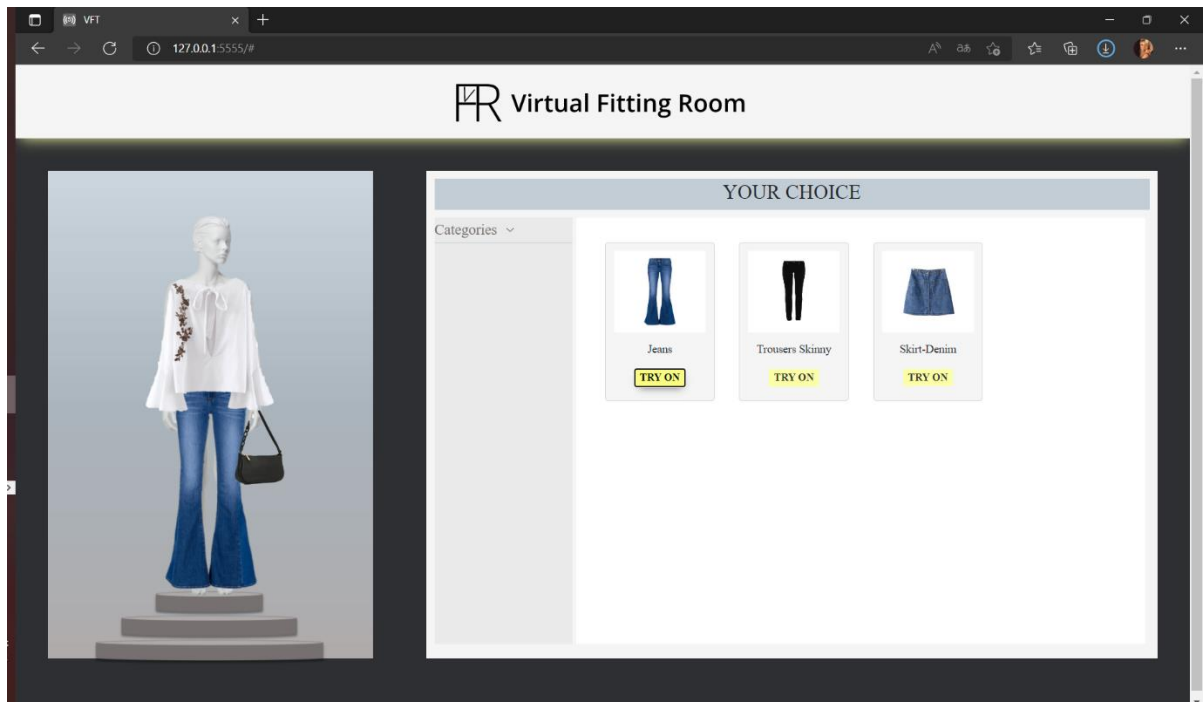 VFT
127.0.0.1:5555/#
VFR Virtual Fitting Room
YOUR CHOICE
Categories
Jeans
Trousers Skinny
Skirt-Denim
TRY ON
TRY ON
TRY ON